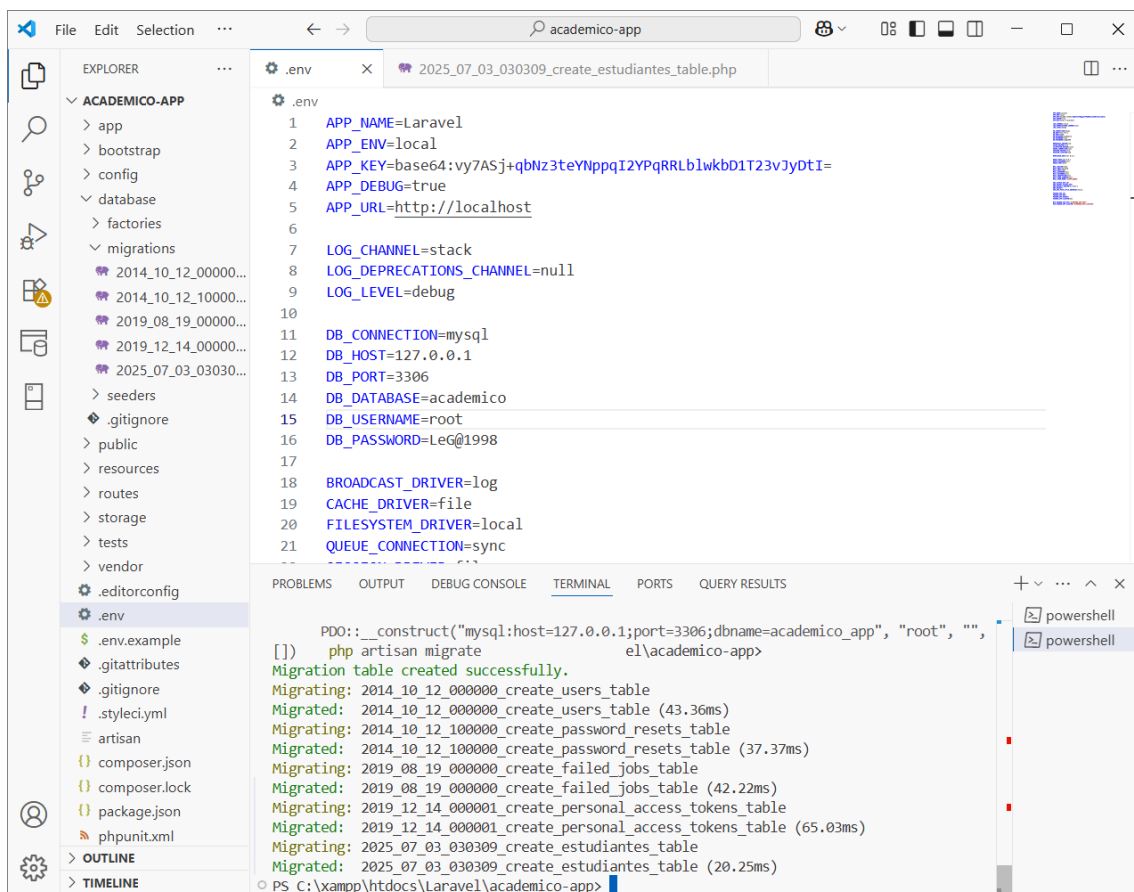 File Edit Selection ··· academico-app
EXPLORER ···
ACADEMICO-APP
app
bootstrap
config
database
factories
migrations
2014_10_12_00000...
2014_10_12_10000...
2019_08_19_00000...
2019_12_14_00000...
2025_07_03_03030...
seeders
.gitignore
public
resources
routes
storage
tests
vendor
.editorconfig
.env
.env.example
.gitattributes
.gitignore
.styleci.yml
artisan
composer.json
composer.lock
package.json
phpunit.xml
OUTLINE
TIMELINE
.env 2025_07_03_030309_create_estudiantes_table.php
.env
1 APP_NAME=Laravel
2 APP_ENV=local
3 APP_KEY=base64:vy7ASj+qbNz3teYNppqI2YPqRRLblwkbD1T23vJyDtI=
4 APP_DEBUG=true
5 APP_URL=http://localhost
6
7 LOG_CHANNEL=stack
8 LOG_DEPRECATIONS_CHANNEL=null
9 LOG_LEVEL=debug
10
11 DB_CONNECTION=mysql
12 DB_HOST=127.0.0.1
13 DB_PORT=3306
14 DB_DATABASE=academico
15 DB_USERNAME=root
16 DB_PASSWORD=LeG@1998
17
18 BROADCAST_DRIVER=log
19 CACHE_DRIVER=file
20 FILESYSTEM_DRIVER=local
21 QUEUE_CONNECTION=sync
PROBLEMS OUTPUT DEBUG CONSOLE TERMINAL PORTS QUERY RESULTS
powershell
powershell
PDO::__construct("mysql:host=127.0.0.1;port=3306;dbname=academico_app", "root", "",
[]) php artisan migrate el\academico-app>
Migration table created successfully.
Migrating: 2014_10_12_000000_create_users_table
Migrated: 2014_10_12_000000_create_users_table (43.36ms)
Migrating: 2014_10_12_100000_create_password_resets_table
Migrated: 2014_10_12_100000_create_password_resets_table (37.37ms)
Migrating: 2019_08_19_000000_create_failed_jobs_table
Migrated: 2019_08_19_000000_create_failed_jobs_table (42.22ms)
Migrating: 2019_12_14_000001_create_personal_access_tokens_table
Migrated: 2019_12_14_000001_create_personal_access_tokens_table (65.03ms)
Migrating: 2025_07_03_030309_create_estudiantes_table
Migrated: 2025_07_03_030309_create_estudiantes_table (20.25ms)
PS C:\xampp\htdocs\Laravel\academico-app>